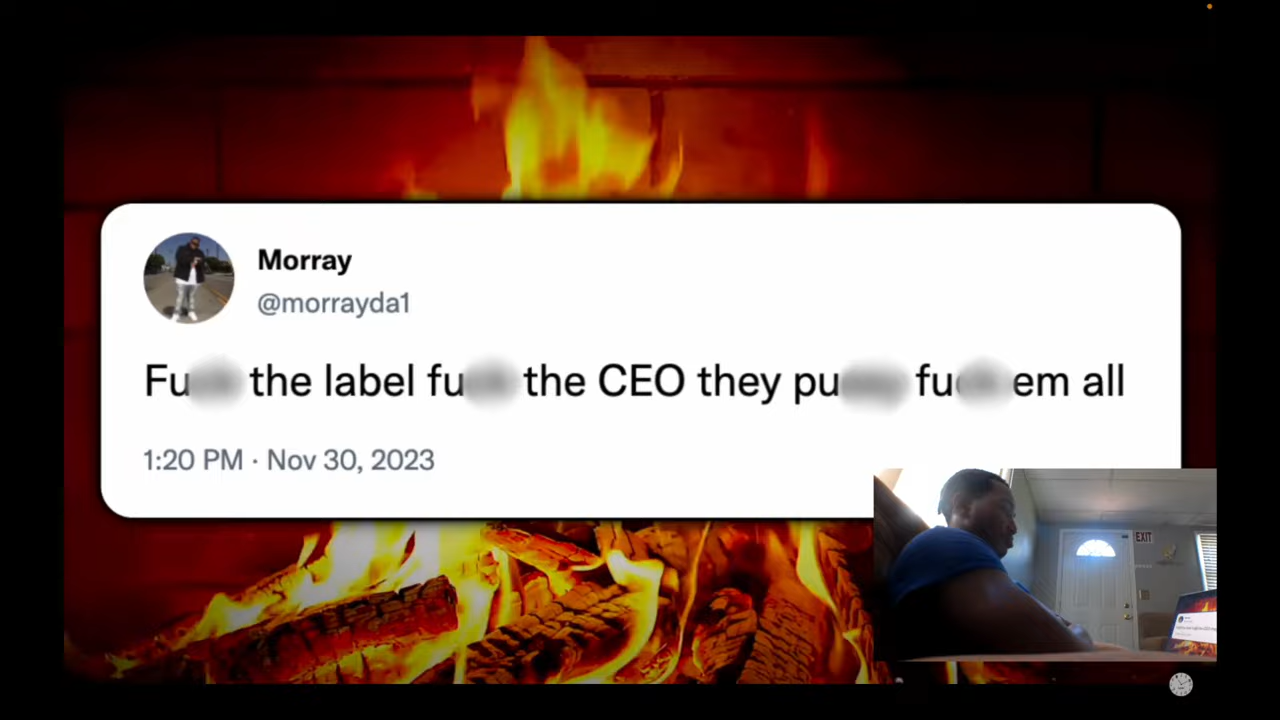 Morray
@morrayda1
Fu the label fu the CEO they pu fu em all
1:20 PM · Nov 30, 2023
EXIT